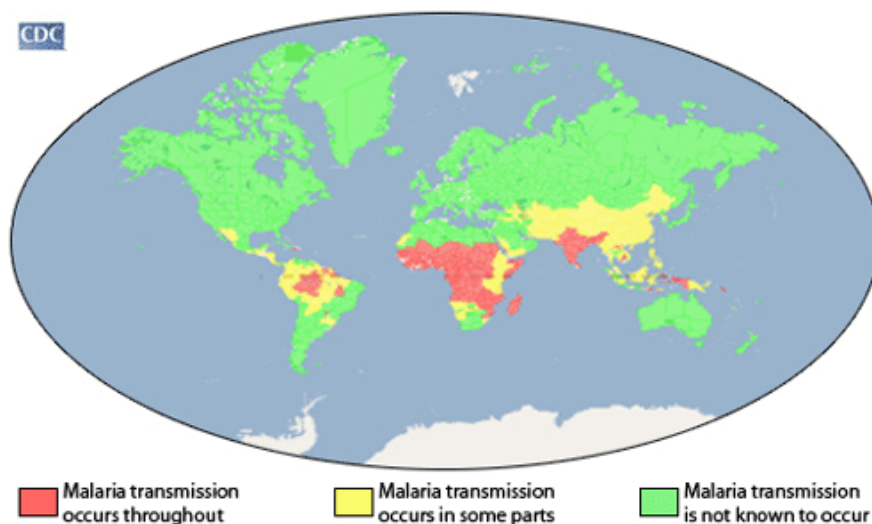 CDC
Malaria transmission
occurs throughout
Malaria transmission
occurs in some parts
Malaria transmission
is not known to occur